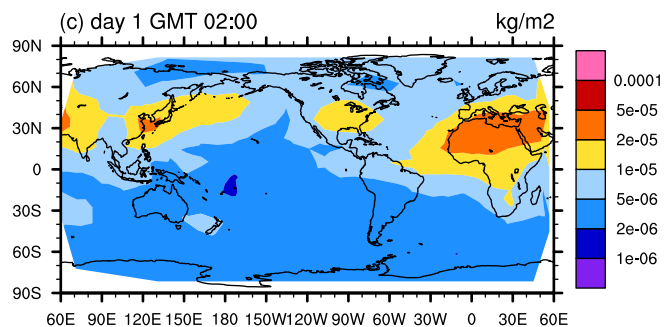 (c) day 1 GMT 02:00 kg/m2
90N
60N
30N
0
30S
60S
90S
60E 90E 120E 150E 180 150W 120W 90W 60W 30W 0 30E 60E
0.0001
5e-05
2e-05
1e-05
5e-06
2e-06
1e-06